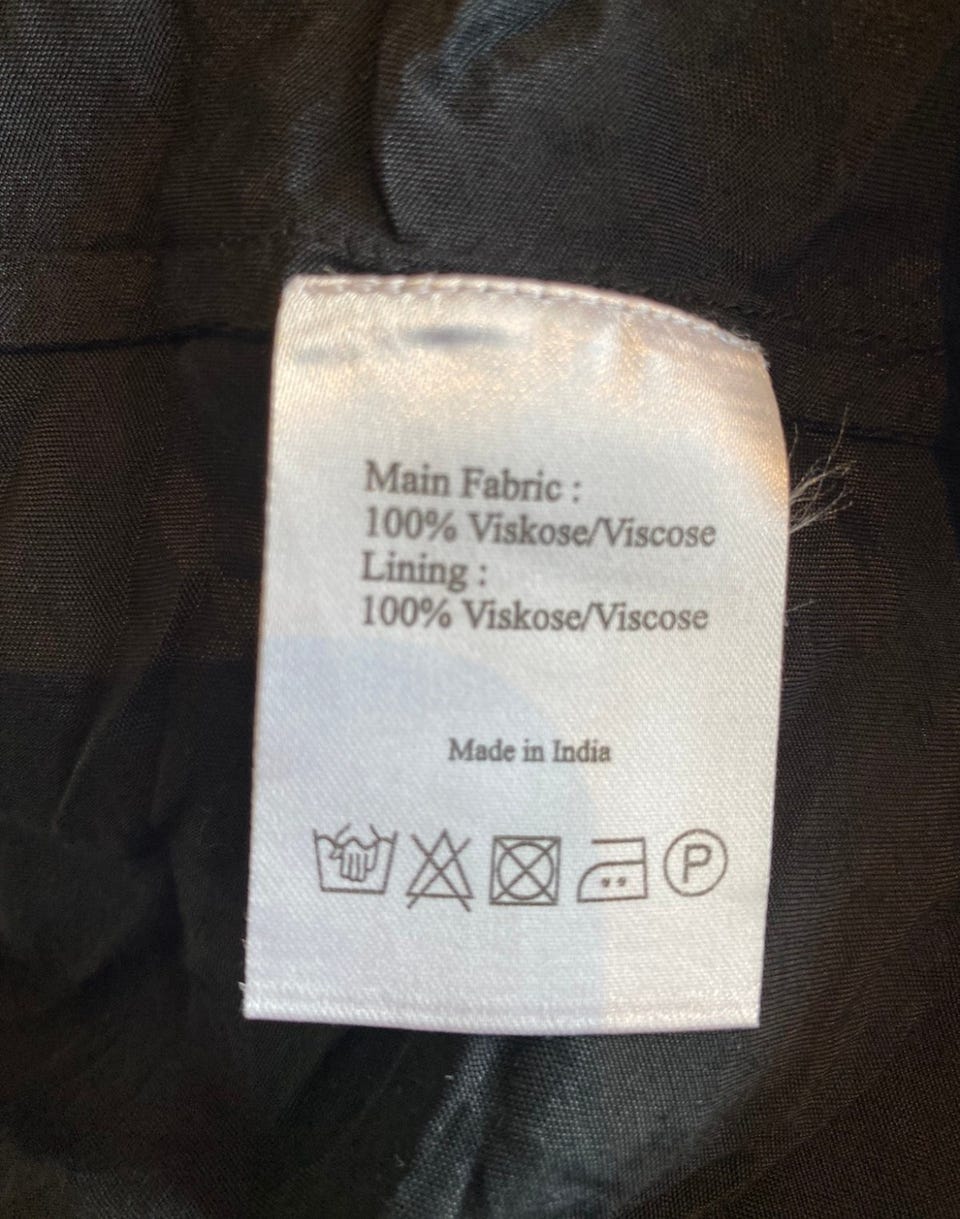 Main Fabric :
100% Viskose/Viscose
Lining :
100% Viskose/Viscose
Made in India
P